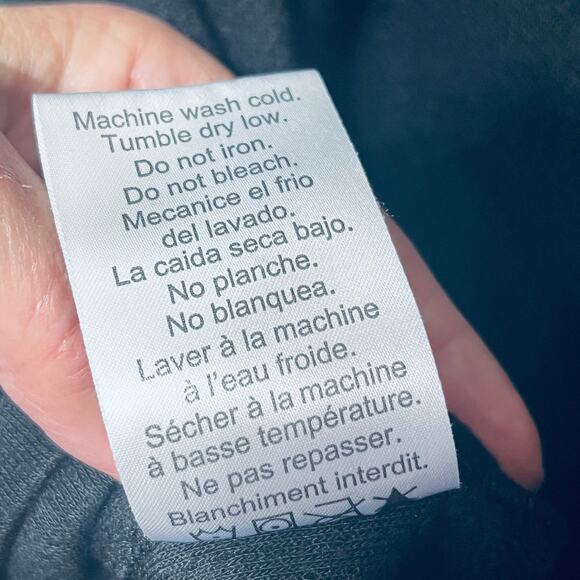 Machine wash cold.
Tumble dry low.
Do not iron.
Do not bleach.
Mecanice el frio
del lavado.
La caida seca bajo.
No planche.
No blanquea.
Laver à la machine
à l'eau froide.
Sécher à la machine
à basse température.
Ne pas repasser.
Blanchiment interdit.